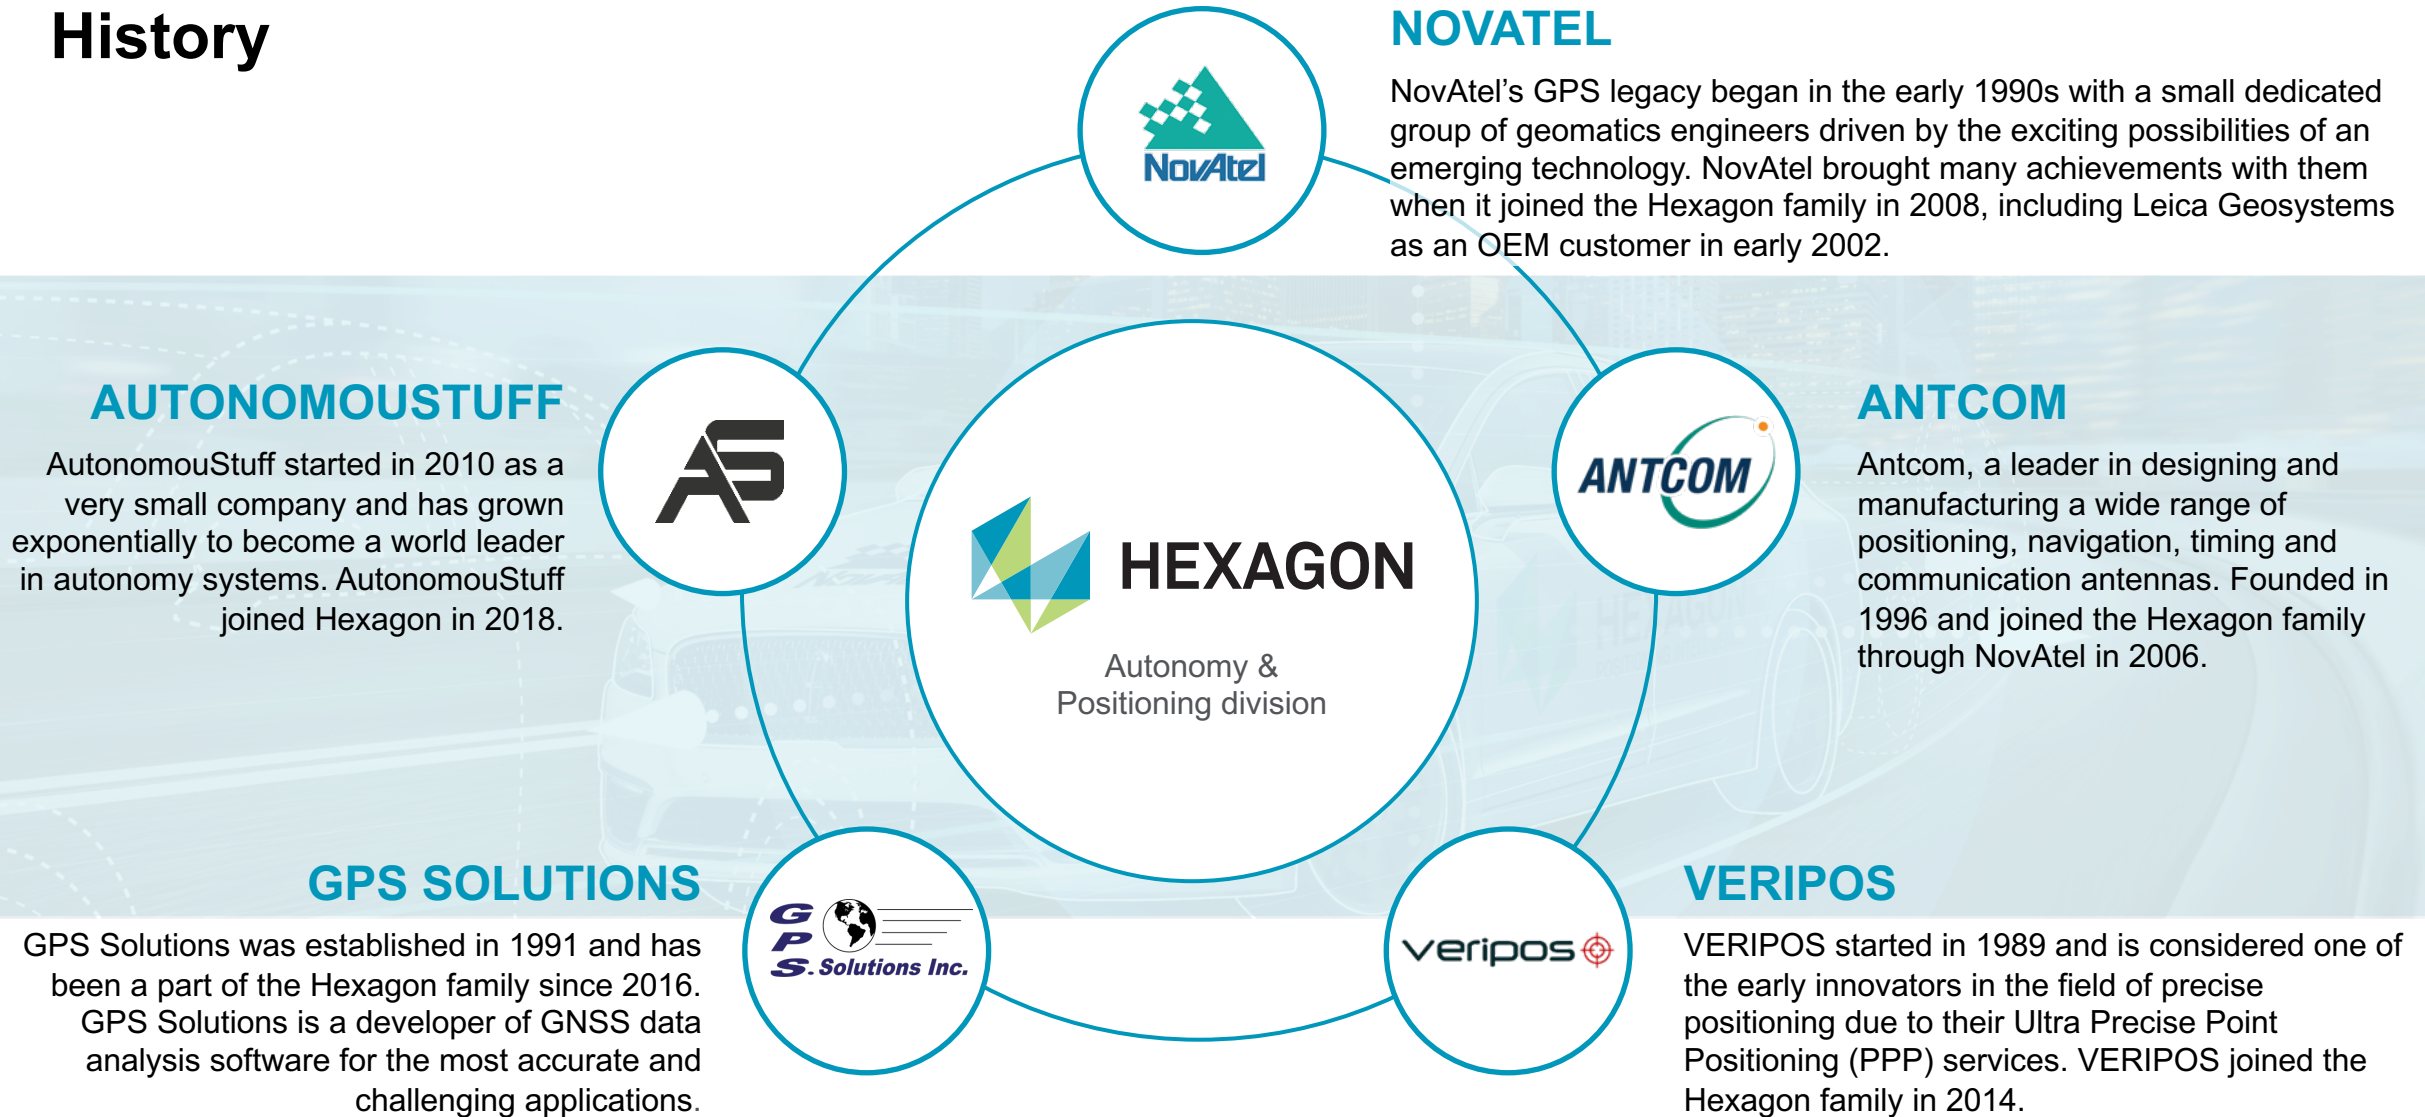 History
NOVATEL
NovAtel’s GPS legacy began in the early 1990s with a small dedicated
group of geomatics engineers driven by the exciting possibilities of an
emerging technology. NovAtel brought many achievements with them
when it joined the Hexagon family in 2008, including Leica Geosystems
as an OEM customer in early 2002.
NovAtel
AUTONOMOUSTUFF
AutonomouStuff started in 2010 as a
very small company and has grown
exponentially to become a world leader
in autonomy systems. AutonomouStuff
joined Hexagon in 2018.
AS
HEXAGON
Autonomy &
Positioning division
ANTCOM
ANTCOM
Antcom, a leader in designing and
manufacturing a wide range of
positioning, navigation, timing and
communication antennas. Founded in
1996 and joined the Hexagon family
through NovAtel in 2006.
HEXAGON
GPS SOLUTIONS
GPS Solutions was established in 1991 and has
been a part of the Hexagon family since 2016.
GPS Solutions is a developer of GNSS data
analysis software for the most accurate and
challenging applications.
G
P
S. Solutions Inc.
veripos
VERIPOS
VERIPOS started in 1989 and is considered one of
the early innovators in the field of precise
positioning due to their Ultra Precise Point
Positioning (PPP) services. VERIPOS joined the
Hexagon family in 2014.